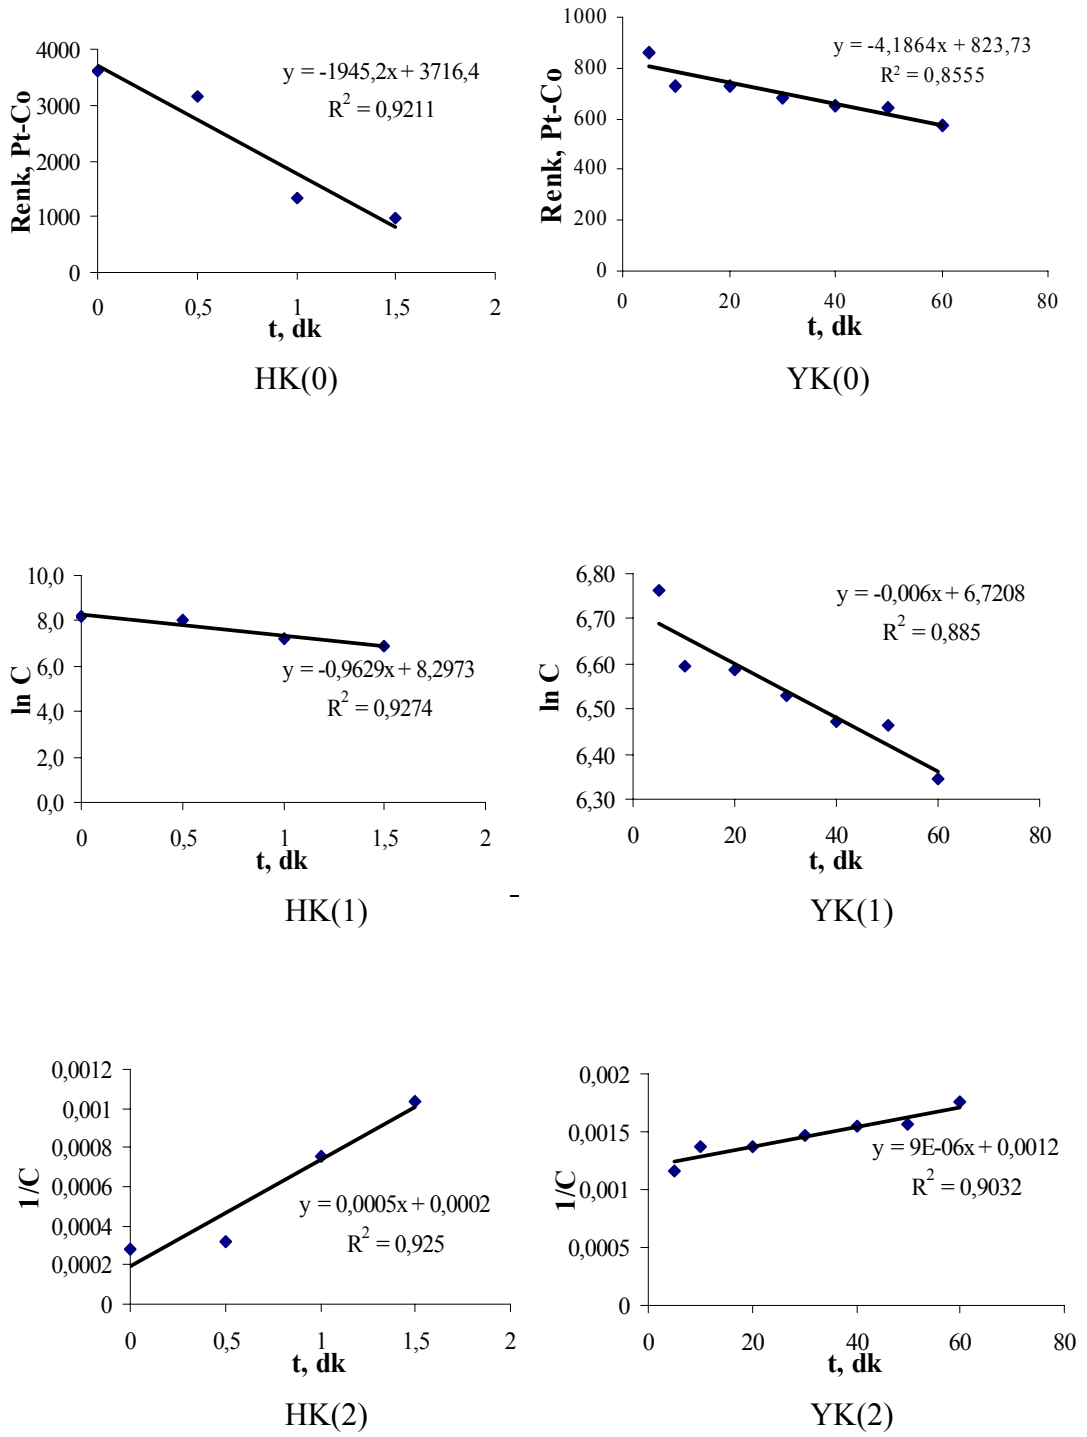 4000
3000
2000
1000
0
Renk, Pt-Co
y = -1945,2x + 3716,4
R² = 0,9211
0 0,5 1 1,5 2
t, dk
HK(0)
1000
800
600
400
200
0
Renk, Pt-Co
y = -4,1864x + 823,73
R² = 0,8555
0 20 40 60 80
t, dk
YK(0)
10,0
8,0
6,0
4,0
2,0
0,0
ln C
y = -0,9629x + 8,2973
R² = 0,9274
0 0,5 1 1,5 2
t, dk
HK(1)
6,80
6,70
6,60
6,50
6,40
6,30
ln C
y = -0,006x + 6,7208
R² = 0,885
0 20 40 60 80
t, dk
YK(1)
0,0012
0,001
0,0008
0,0006
0,0004
0,0002
0
1/C
y = 0,0005x + 0,0002
R² = 0,925
0 0,5 1 1,5 2
t, dk
HK(2)
0,002
0,0015
0,001
0,0005
0
1/C
y = 9E-06x + 0,0012
R² = 0,9032
0 20 40 60 80
t, dk
YK(2)